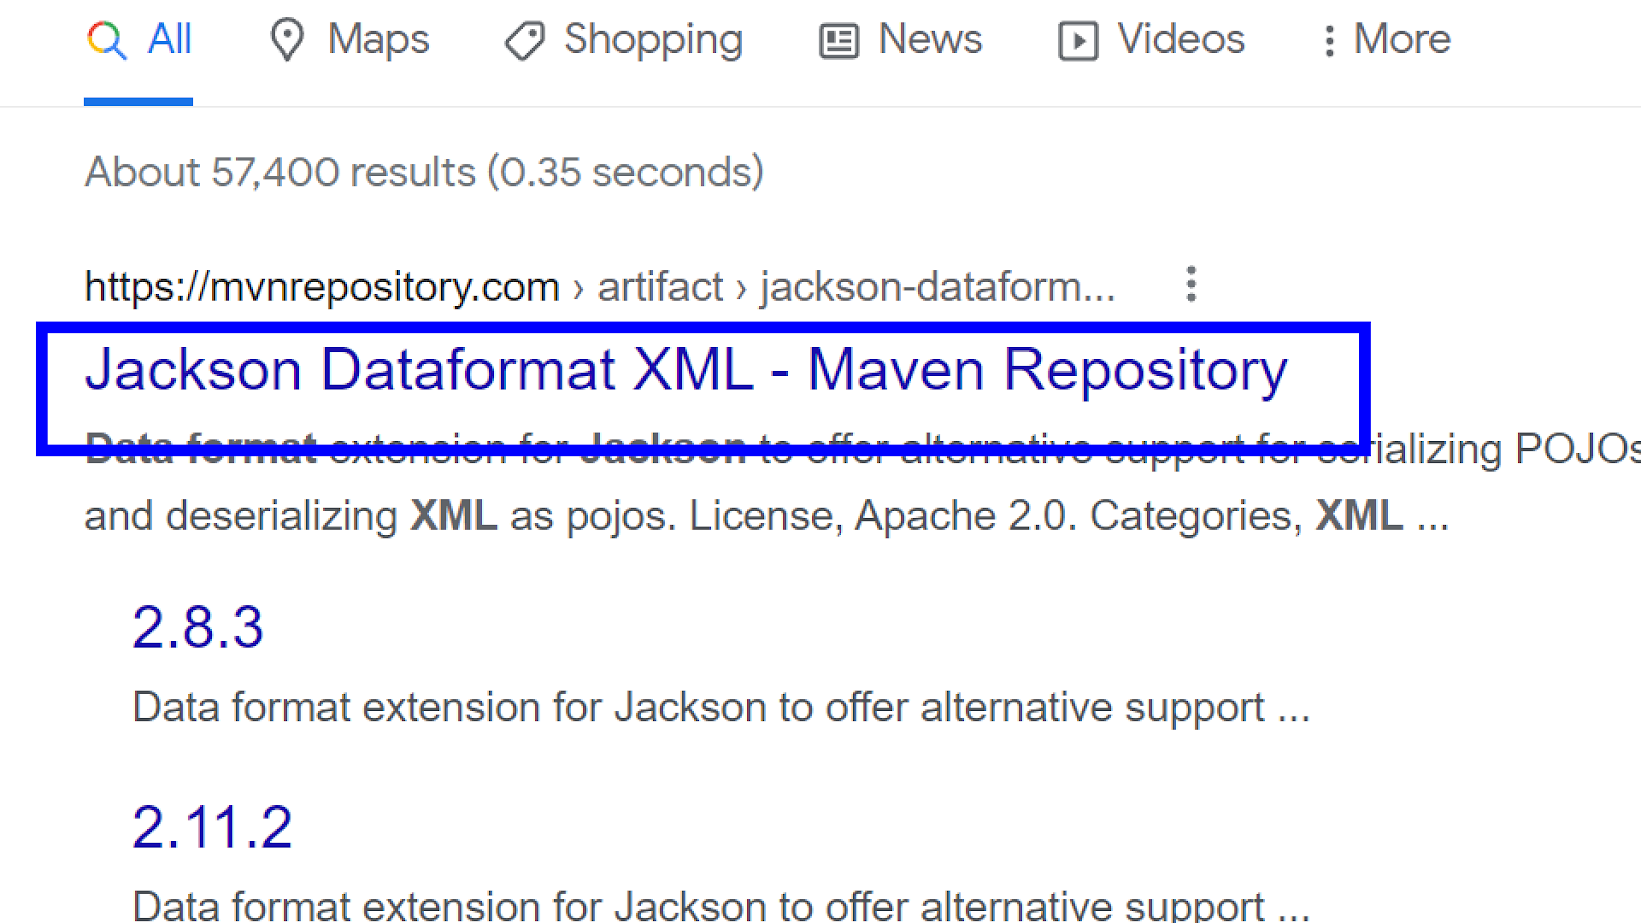 All Maps Shopping News Videos More
About 57,400 results (0.35 seconds)
https://mvnrepository.com › artifact › jackson-dataform...
Jackson Dataformat XML - Maven Repository
Data format extension for Jackson to offer alternative support for serializing POJOs
and deserializing XML as pojos. License, Apache 2.0. Categories, XML ...
2.8.3
Data format extension for Jackson to offer alternative support ...
2.11.2
Data format extension for Jackson to offer alternative support ...